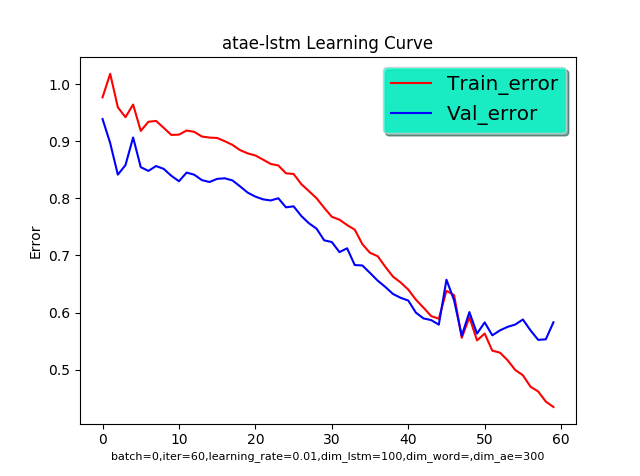 atae-lstm Learning Curve
Train_error
Val_error
Error
1.0
0.9
0.8
0.7
0.6
0.5
0 10 20 30 40 50 60
batch=0,iter=60,learning_rate=0.01,dim_lstm=100,dim_word=,dim_ae=300